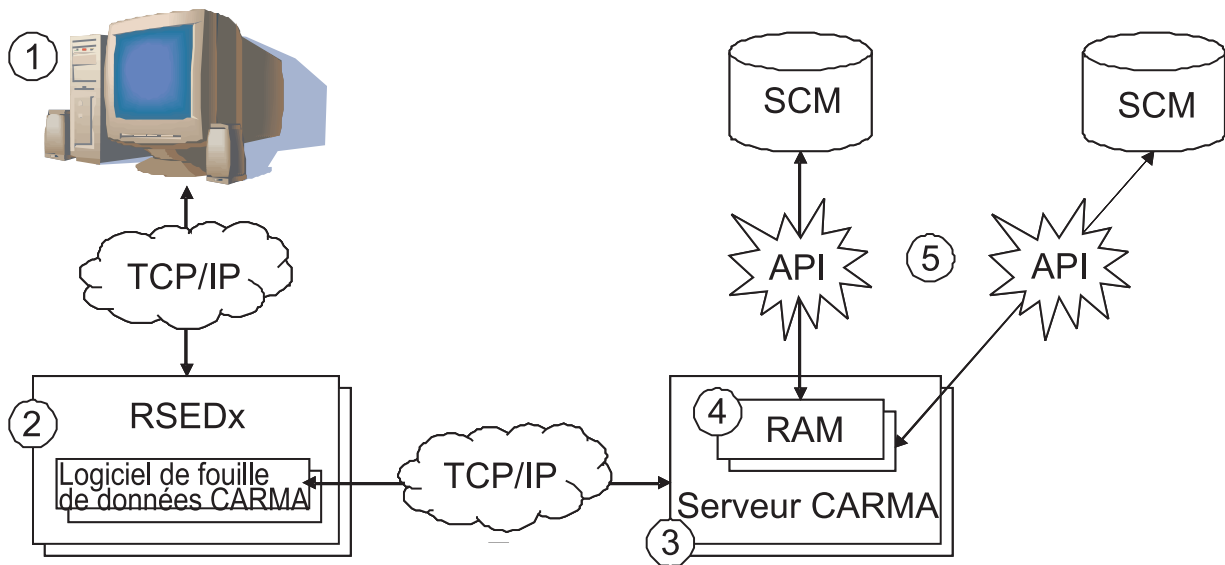 1
SCM
SCM
TCP/IP
API
5
API
2
RSEDx
4
RAM
Logiciel de fouille
de données CARMA
TCP/IP
Serveur CARMA
3